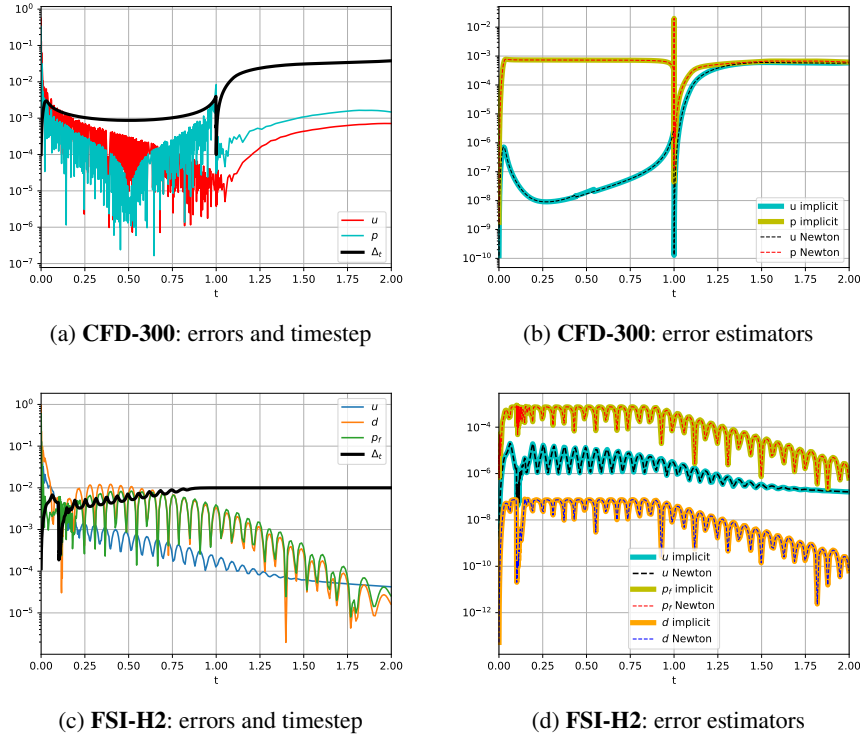 10⁰
10⁻¹
10⁻²
10⁻³
10⁻⁴
10⁻⁵
10⁻⁶
10⁻⁷
u
p
Δₜ
0.00 0.25 0.50 0.75 1.00 1.25 1.50 1.75 2.00
t
(a) CFD-300: errors and timestep
10⁻²
10⁻³
10⁻⁴
10⁻⁵
10⁻⁶
10⁻⁷
10⁻⁸
10⁻⁹
10⁻¹⁰
u implicit
p implicit
u Newton
p Newton
0.00 0.25 0.50 0.75 1.00 1.25 1.50 1.75 2.00
t
(b) CFD-300: error estimators
10⁰
10⁻¹
10⁻²
10⁻³
10⁻⁴
10⁻⁵
u
d
p_f
Δₜ
0.00 0.25 0.50 0.75 1.00 1.25 1.50 1.75 2.00
t
(c) FSI-H2: errors and timestep
10⁻⁴
10⁻⁶
10⁻⁸
10⁻¹⁰
10⁻¹²
u implicit
u Newton
p_f implicit
p_f Newton
d implicit
d Newton
0.00 0.25 0.50 0.75 1.00 1.25 1.50 1.75 2.00
t
(d) FSI-H2: error estimators